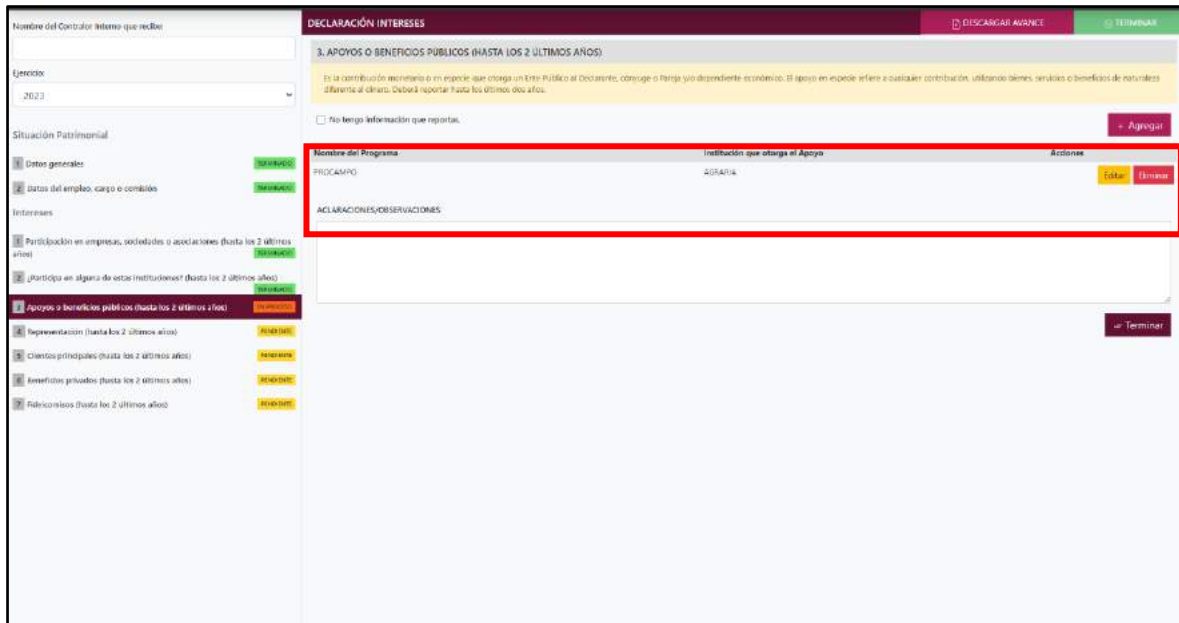 Nombre del Contralor Interno que recibe:
Ejercicio:
2023
Situación Patrimonial
1 Datos generales TERMINADO
2 Datos del empleo, cargo o comisión TERMINADO
Intereses
1 Participación en empresas, sociedades o asociaciones (hasta los 2 últimos
años) TERMINADO
2 ¿Participa en alguna de estas instituciones? (hasta los 2 últimos años)
TERMINADO
3 Apoyos o beneficios públicos (hasta los 2 últimos años) EN PROCESO
4 Representación (hasta los 2 últimos años) PENDIENTE
5 Clientes principales (hasta los 2 últimos años) PENDIENTE
6 Beneficios privados (hasta los 2 últimos años) PENDIENTE
7 Fideicomisos (hasta los 2 últimos años) PENDIENTE
DECLARACIÓN INTERESES
DESCARGAR AVANCE
TERMINAR
3. APOYOS O BENEFICIOS PÚBLICOS (HASTA LOS 2 ÚLTIMOS AÑOS)
Es la contribución monetaria o en especie que otorga un Ente Público al Declarante, cónyuge o Pareja y/o dependiente económico. El apoyo en especie refiere a cualquier contribución, utilizando bienes, servicios o beneficios de naturaleza
diferente al dinero. Deberá reportar hasta los últimos dos años.
No tengo información que reportar.
+ Agregar
Nombre del Programa Institución que otorga el Apoyo Acciones
PROCAMPO AGRARIA Editar Eliminar
ACLARACIONES/OBSERVACIONES
Terminar